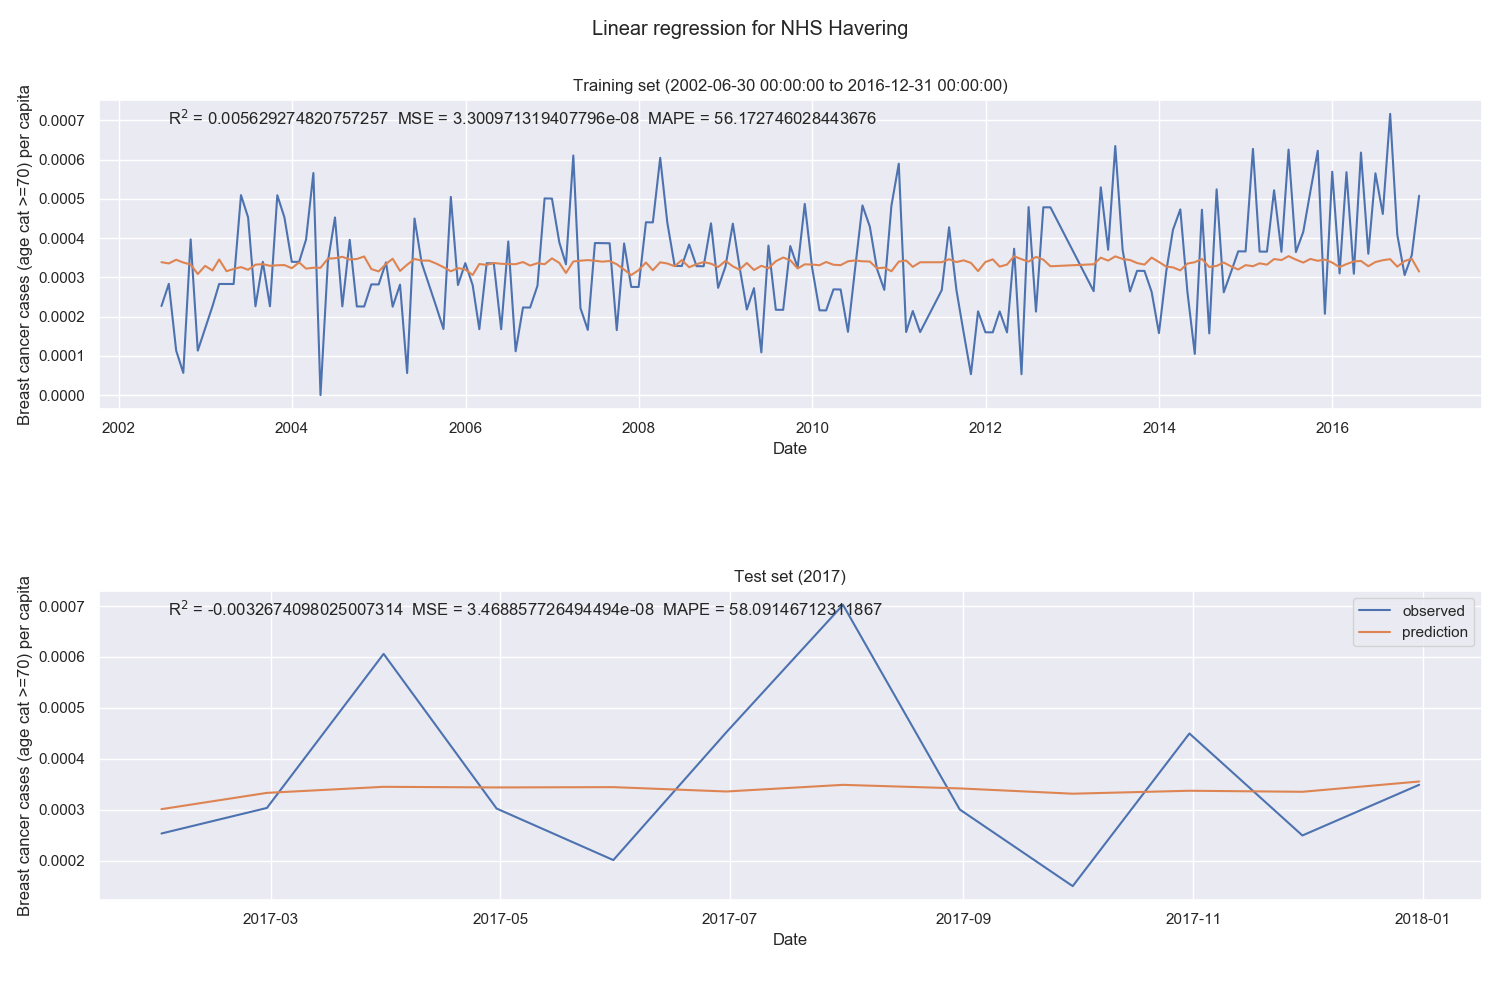 Linear regression for NHS Havering
Training set (2002-06-30 00:00:00 to 2016-12-31 00:00:00)
R² = 0.005629274820757257 MSE = 3.300971319407796e-08 MAPE = 56.172746028443676
Breast cancer cases (age cat >=70) per capita
0.0007
0.0006
0.0005
0.0004
0.0003
0.0002
0.0001
0.0000
2002 2004 2006 2008 2010 2012 2014 2016
Date
Test set (2017)
R² = -0.0032674098025007314 MSE = 3.468857726494494e-08 MAPE = 58.09146712311867
observed
prediction
Breast cancer cases (age cat >=70) per capita
0.0007
0.0006
0.0005
0.0004
0.0003
0.0002
2017-03 2017-05 2017-07 2017-09 2017-11 2018-01
Date